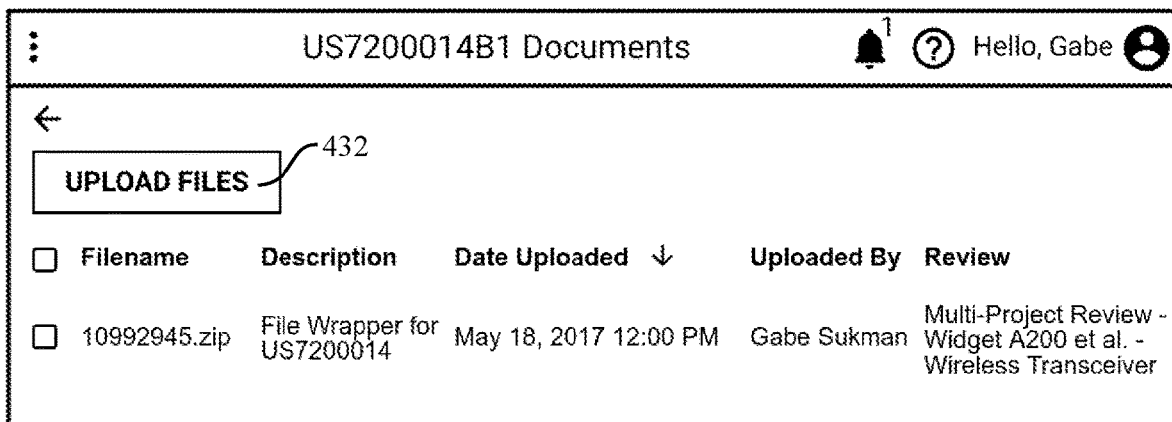 US7200014B1 Documents
1
?
Hello, Gabe
432
UPLOAD FILES
Filename Description Date Uploaded ↓ Uploaded By Review
10992945.zip File Wrapper for US7200014 May 18, 2017 12:00 PM Gabe Sukman Multi-Project Review - Widget A200 et al. - Wireless Transceiver